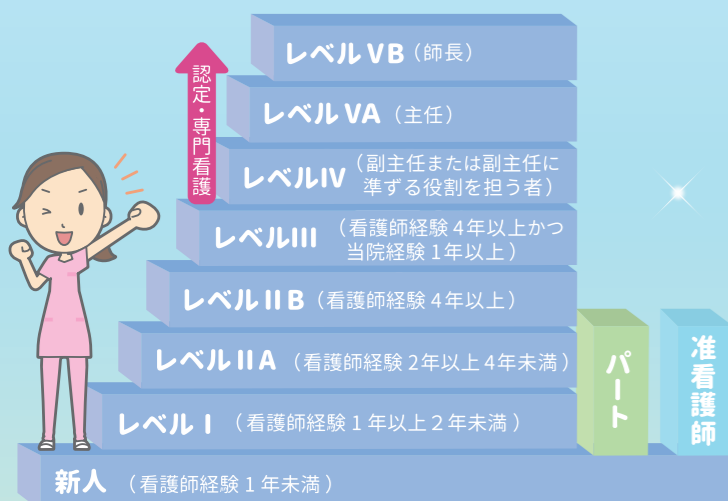 レベルⅤB（師長）
レベルⅤA（主任）
認定・専門看護
レベルⅣ（副主任または副主任に
準ずる役割を担う者）
レベルⅢ（看護師経験4年以上かつ
当院経験1年以上）
レベルⅡB（看護師経験4年以上）
レベルⅡA（看護師経験2年以上4年未満）
レベルⅠ（看護師経験1年以上2年未満）
新人（看護師経験1年未満）
パート
准看護師